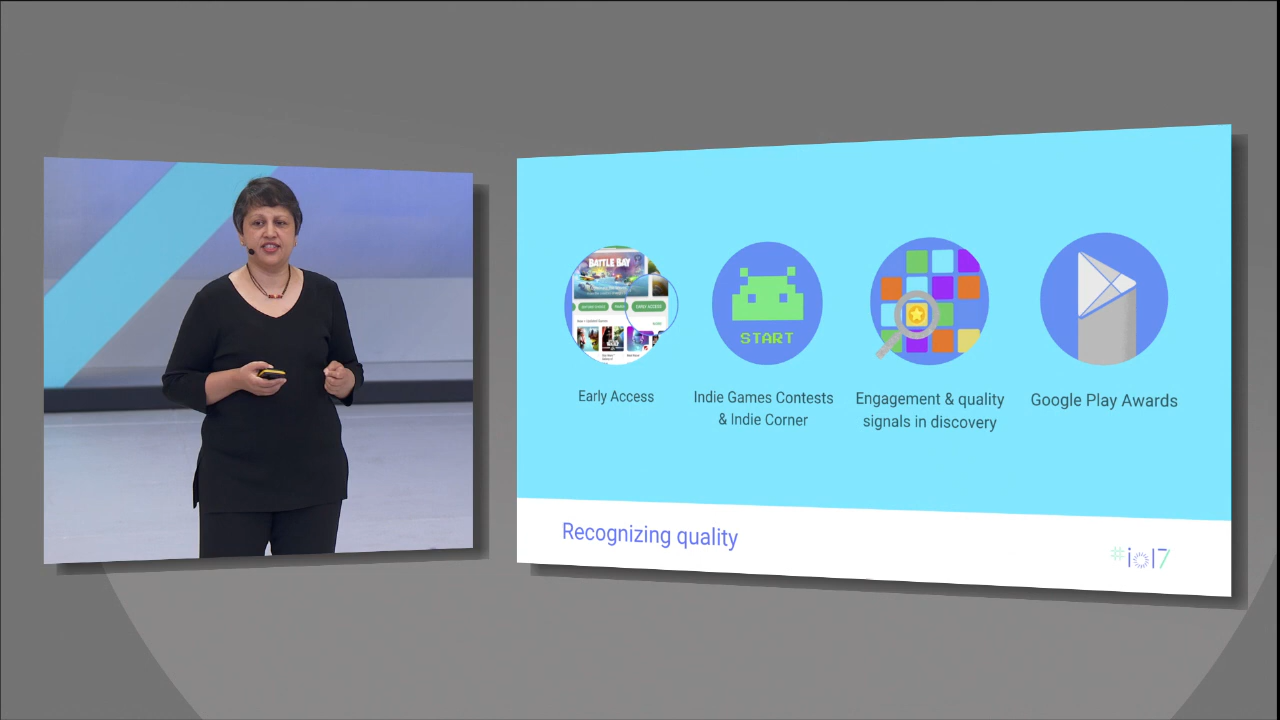 BATTLE BAY
EARLY ACCESS
START
Early Access
Indie Games Contests
& Indie Corner
Engagement & quality
signals in discovery
Google Play Awards
Recognizing quality
#io17